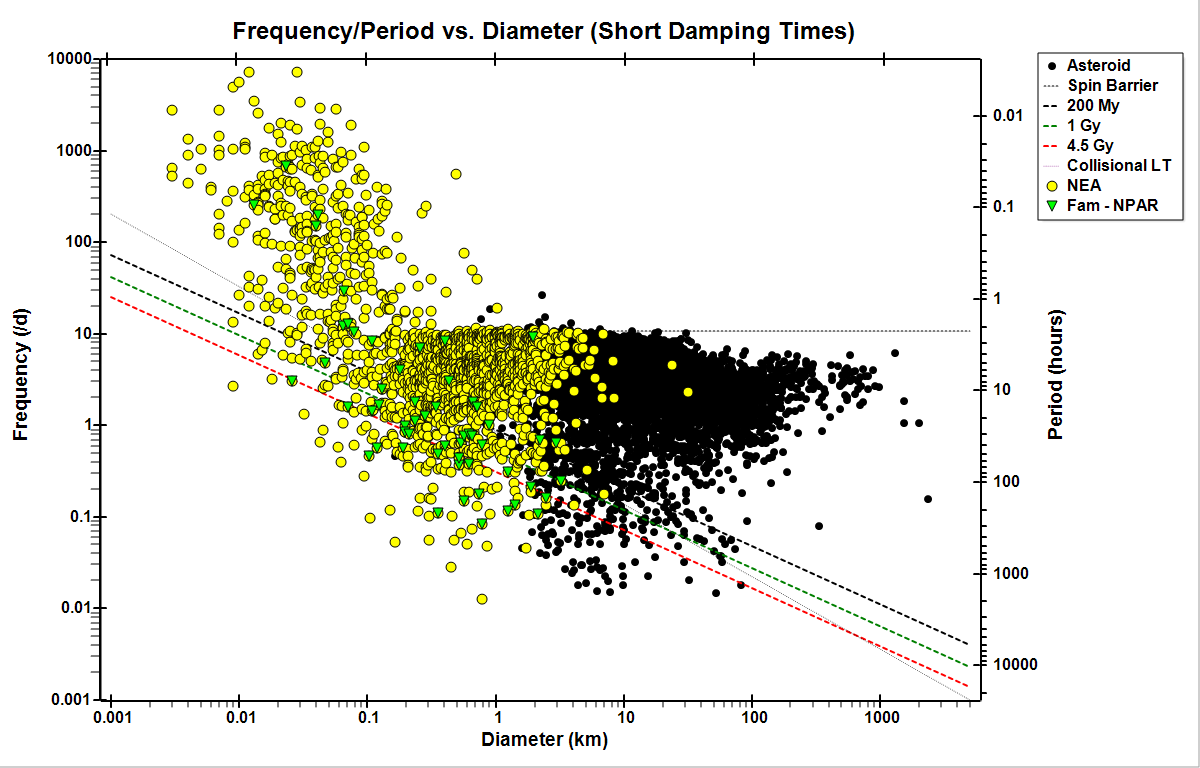 Frequency/Period vs. Diameter (Short Damping Times)
Asteroid
Spin Barrier
200 My
1 Gy
4.5 Gy
Collisional LT
NEA
Fam - NPAR
Frequency (/d)
10000
1000
100
10
1
0.1
0.01
0.001
0.01
0.1
1
10
100
1000
10000
Period (hours)
0.001 0.01 0.1 1 10 100 1000
Diameter (km)